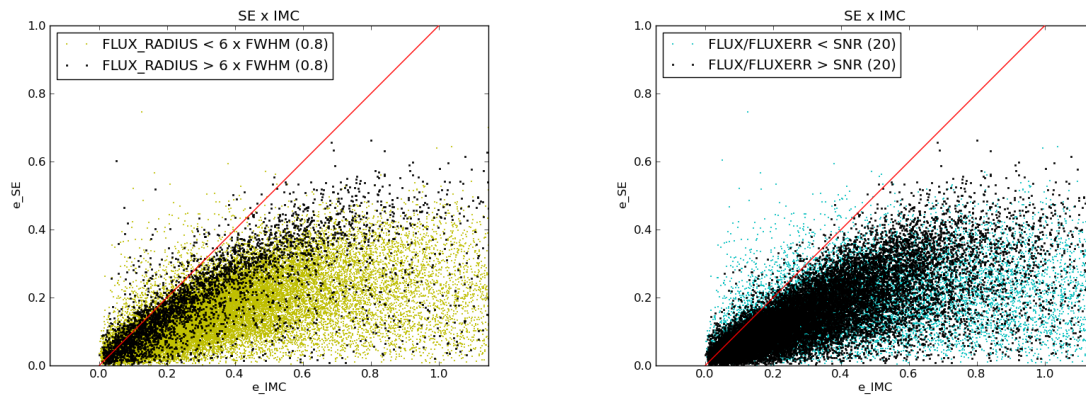 SE x IMC
FLUX_RADIUS < 6 x FWHM (0.8)
FLUX_RADIUS > 6 x FWHM (0.8)
1.0
0.8
0.6
0.4
0.2
0.0
e_SE
0.0 0.2 0.4 0.6 0.8 1.0
e_IMC
SE x IMC
FLUX/FLUXERR < SNR (20)
FLUX/FLUXERR > SNR (20)
1.0
0.8
0.6
0.4
0.2
0.0
e_SE
0.0 0.2 0.4 0.6 0.8 1.0
e_IMC